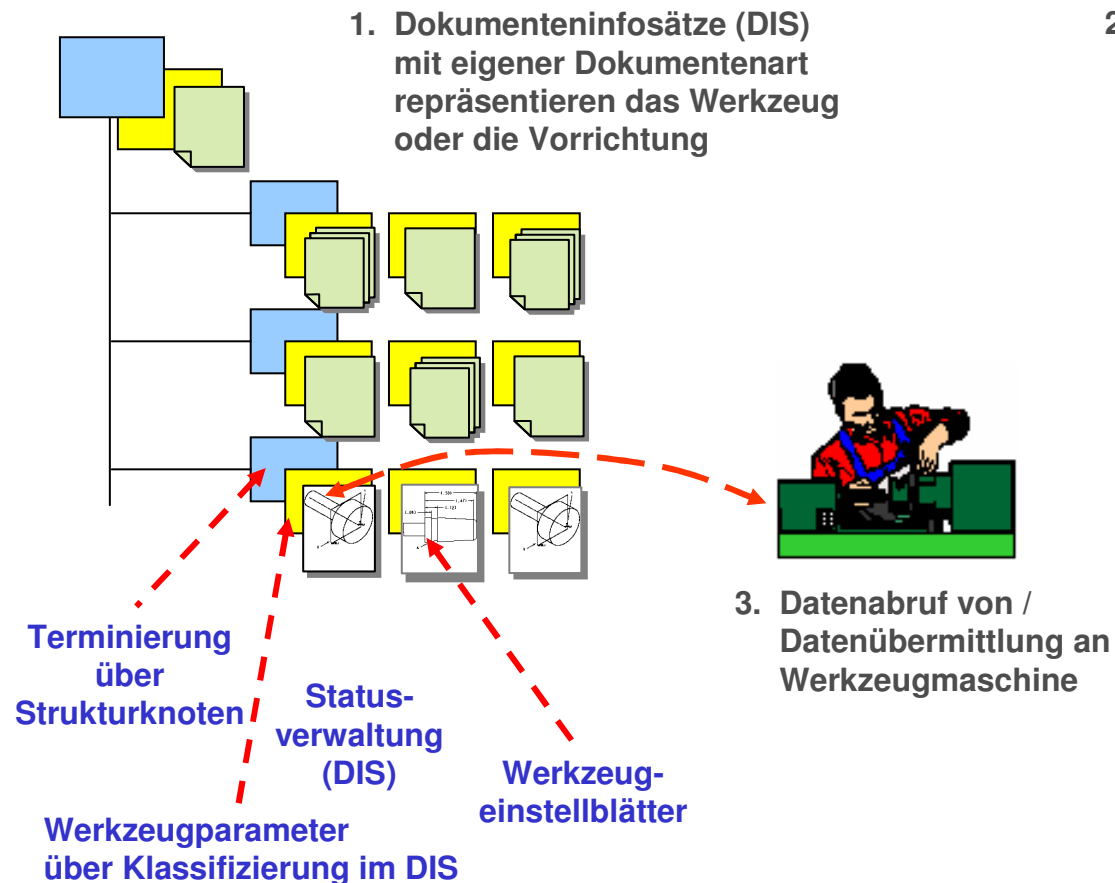 1. Dokumenteninfosätze (DIS)
mit eigener Dokumentenart
repräsentieren das Werkzeug
oder die Vorrichtung
2
3. Datenabruf von /
Datenübermittlung an
Werkzeugmaschine
Terminierung
über
Strukturknoten
Status-
verwaltung
(DIS)
Werkzeug-
einstellblätter
Werkzeugparameter
über Klassifizierung im DIS